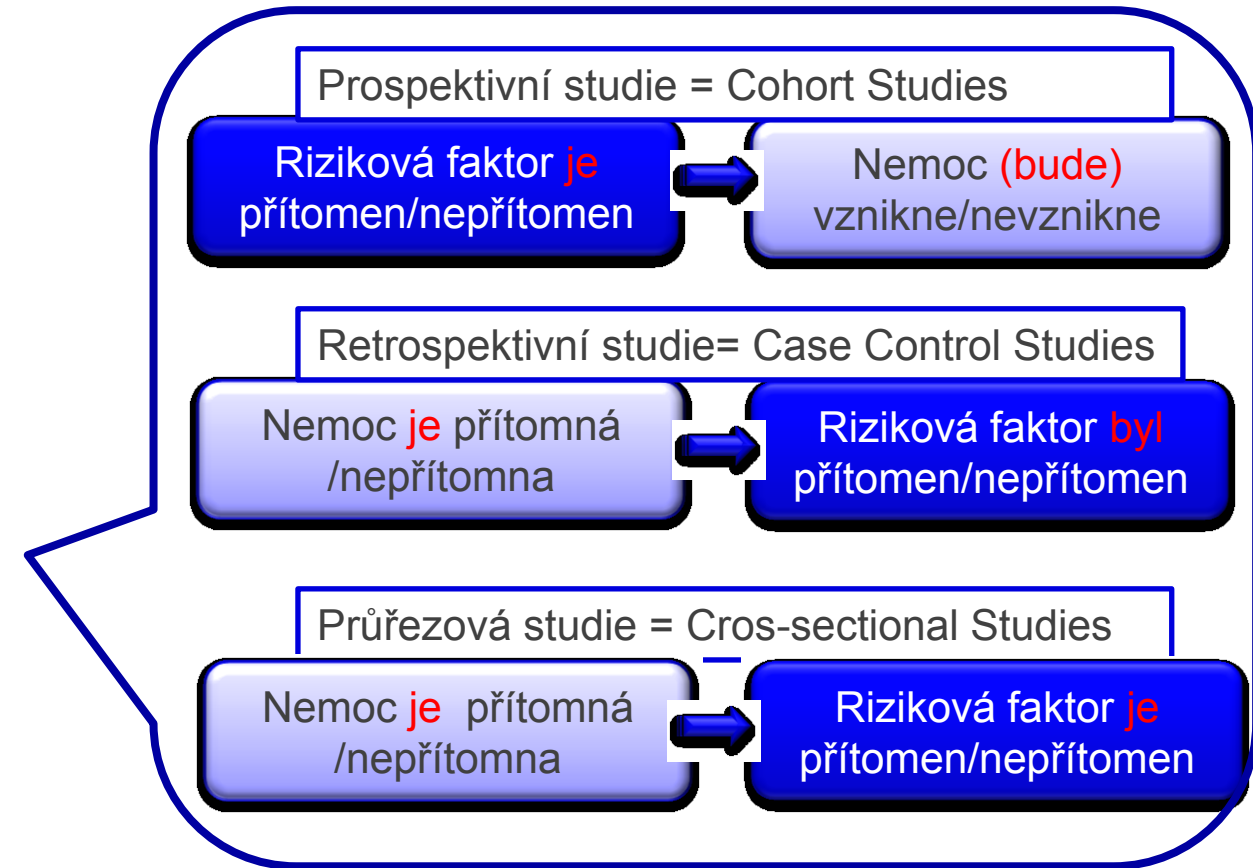 Prospektivní studie = Cohort Studies
Riziková faktor je
přítomen/nepřítomen
Nemoc (bude)
vznikne/nevznikne
Retrospektivní studie= Case Control Studies
Nemoc je přítomná
/nepřítomna
Riziková faktor byl
přítomen/nepřítomen
Průřezová studie = Cros-sectional Studies
Nemoc je přítomná
/nepřítomna
Riziková faktor je
přítomen/nepřítomen